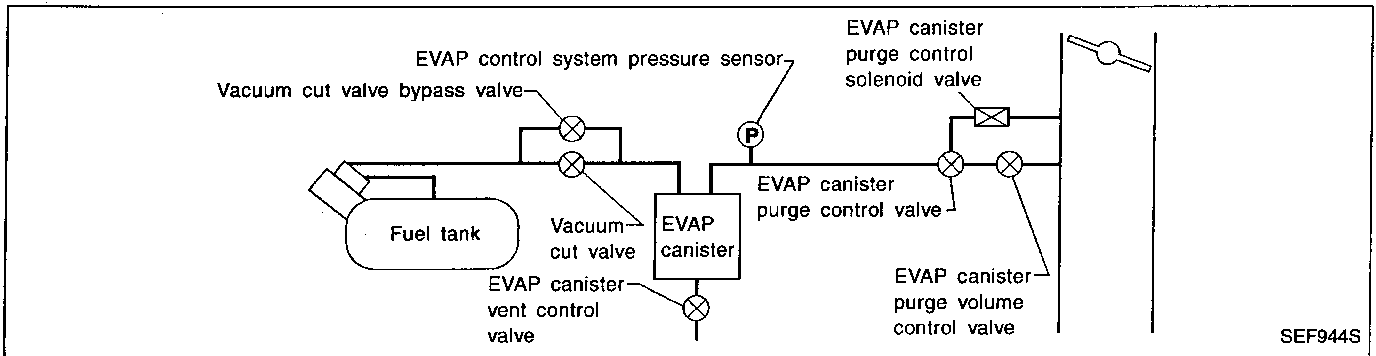 EVAP canister
purge control
solenoid valve
EVAP control system pressure sensor
Vacuum cut valve bypass valve
P
EVAP canister
purge control valve
Fuel tank
Vacuum
cut valve
EVAP
canister
EVAP canister
vent control
valve
EVAP canister
purge volume
control valve
SEF944S